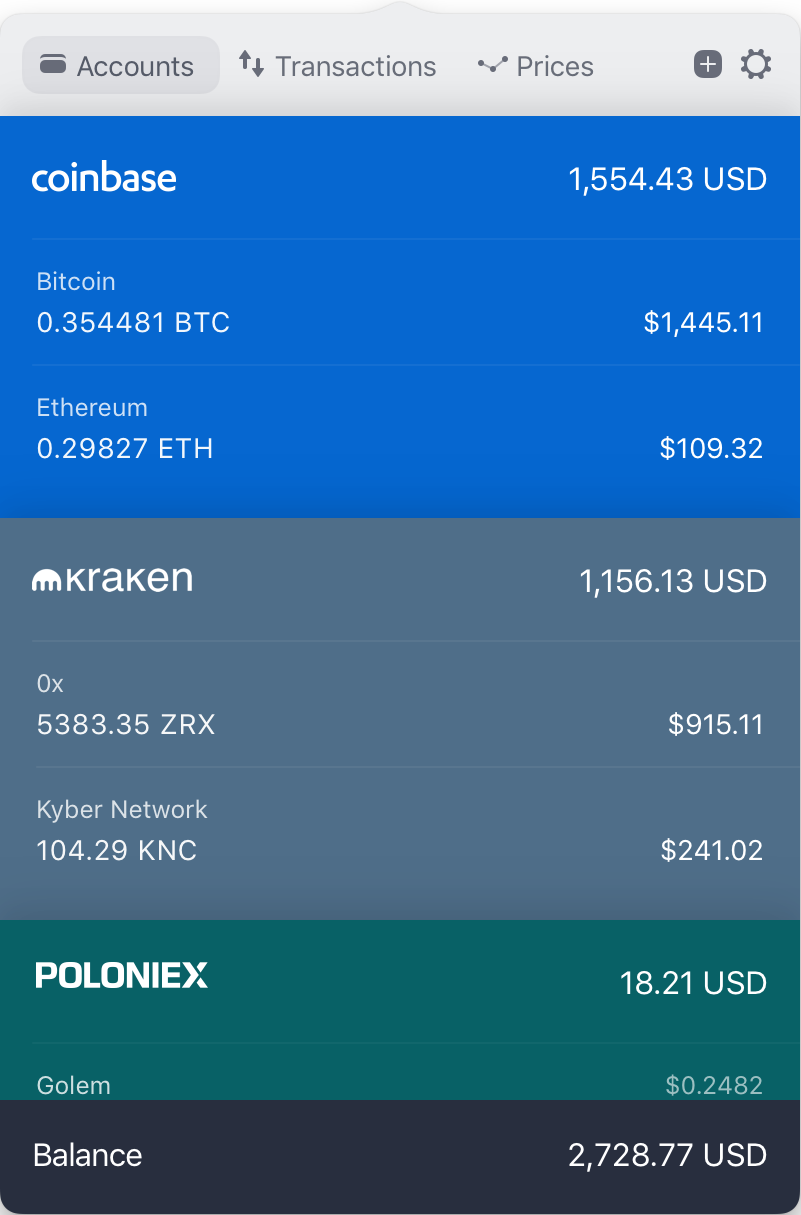 Accounts Transactions Prices
coinbase 1,554.43 USD
Bitcoin
0.354481 BTC $1,445.11
Ethereum
0.29827 ETH $109.32
kraken 1,156.13 USD
0x
5383.35 ZRX $915.11
Kyber Network
104.29 KNC $241.02
POLONIEX 18.21 USD
Golem $0.2482
Balance 2,728.77 USD